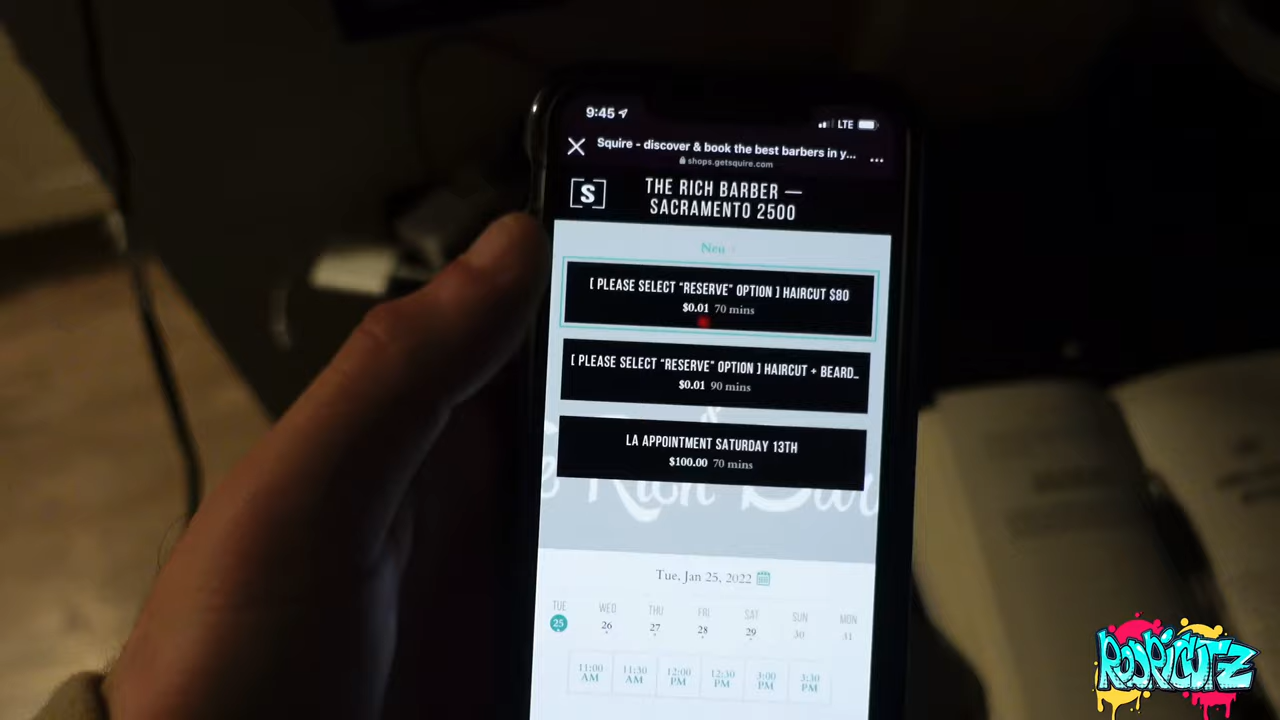 9:45
LTE
Squire - discover & book the best barbers in y...
shops.getsquire.com
[S]
THE RICH BARBER —
SACRAMENTO 2500
Neu
[ PLEASE SELECT "RESERVE" OPTION ] HAIRCUT $80
$0.01 70 mins
[ PLEASE SELECT "RESERVE" OPTION ] HAIRCUT + BEARD...
$0.01 90 mins
LA APPOINTMENT SATURDAY 13TH
$100.00 70 mins
Rich Bar
Tue, Jan 25, 2022
TUE WED THU FRI SAT SUN MON
25 26 27 28 29 30 31
11:00 AM 11:30 AM 12:00 PM 12:30 PM 3:00 PM 3:30 PM
RODRICUTZ